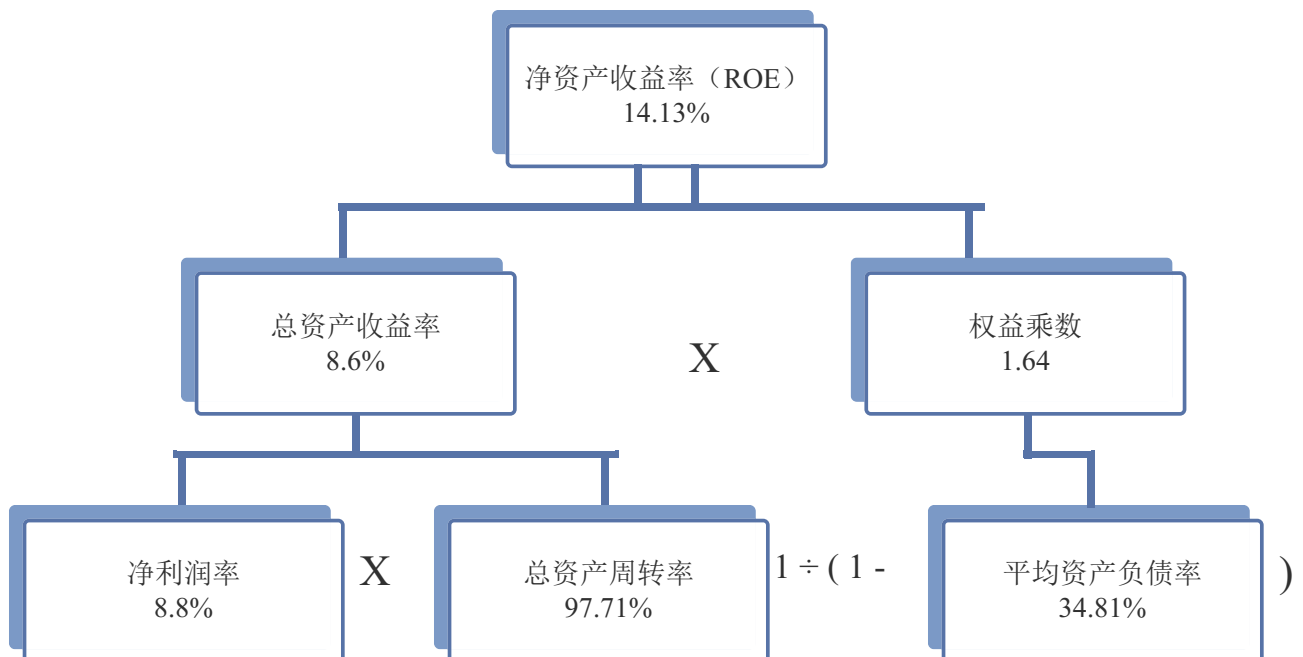 净资产收益率（ROE）
14.13%
总资产收益率
8.6%
X
权益乘数
1.64
净利润率
8.8%
X
总资产周转率
97.71%
1 ÷ ( 1 -
平均资产负债率
34.81%
)